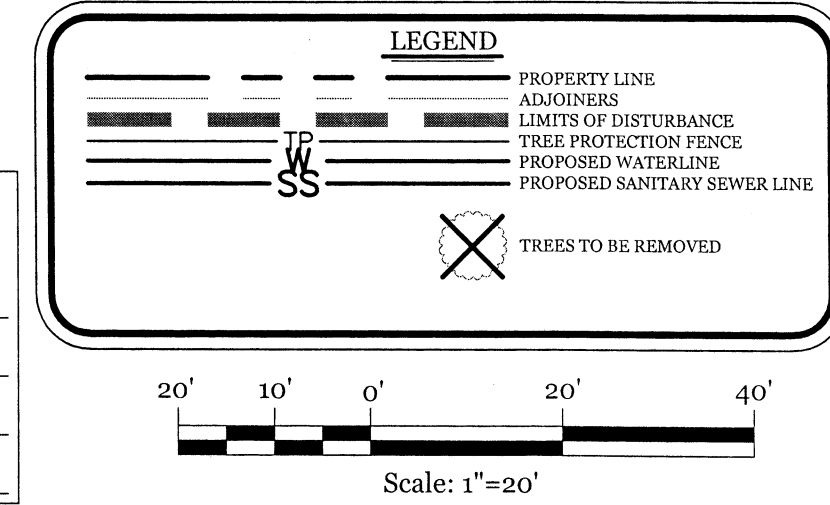 LEGEND
PROPERTY LINE
ADJOINERS
LIMITS OF DISTURBANCE
TP TREE PROTECTION FENCE
W PROPOSED WATERLINE
SS PROPOSED SANITARY SEWER LINE
TREES TO BE REMOVED
20' 10' 0' 20' 40'
Scale: 1"=20'